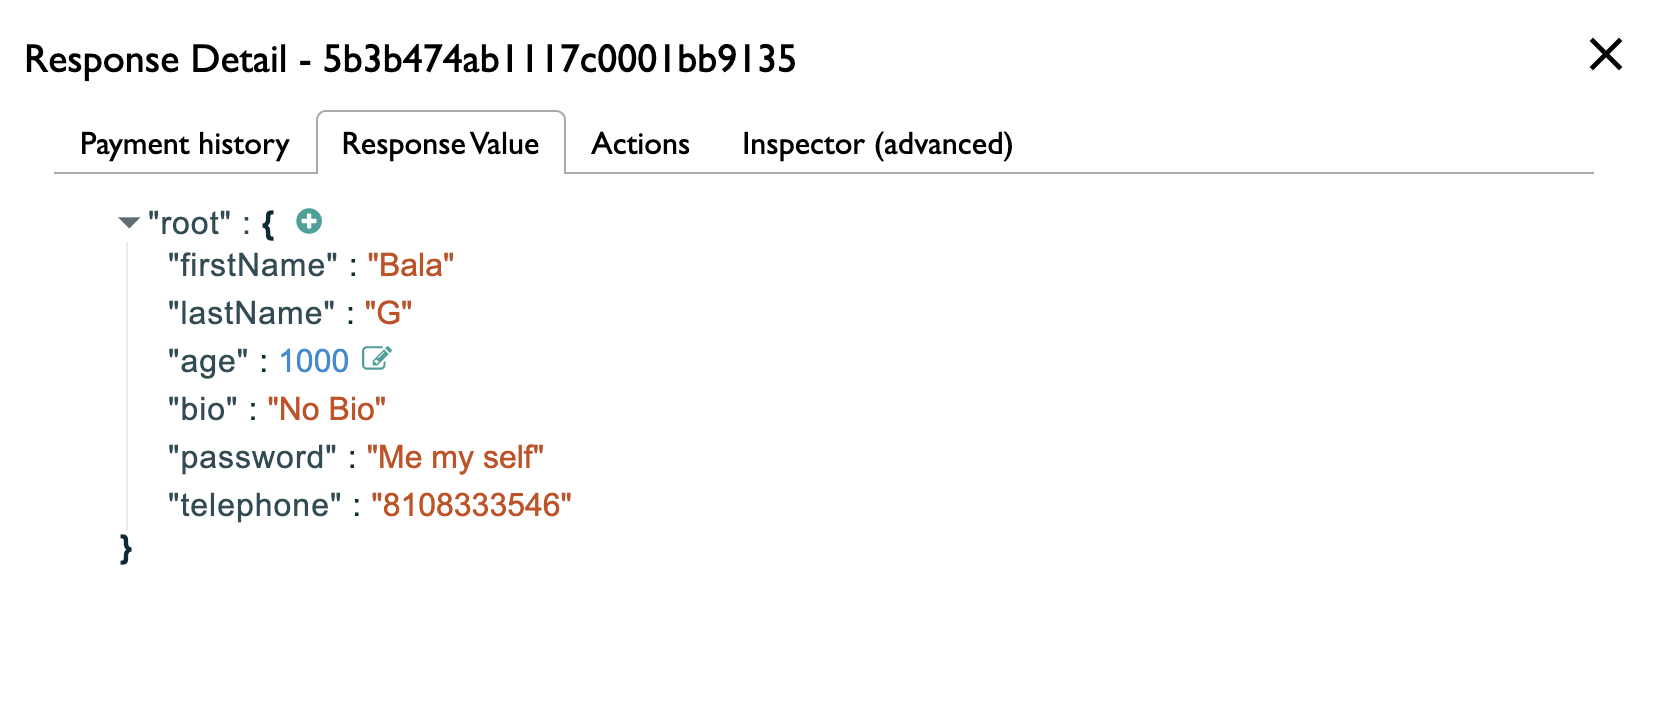 Response Detail - 5b3b474ab1117c0001bb9135
Payment history Response Value Actions Inspector (advanced)
"root" : {
"firstName" : "Bala"
"lastName" : "G"
"age" : 1000
"bio" : "No Bio"
"password" : "Me my self"
"telephone" : "8108333546"
}